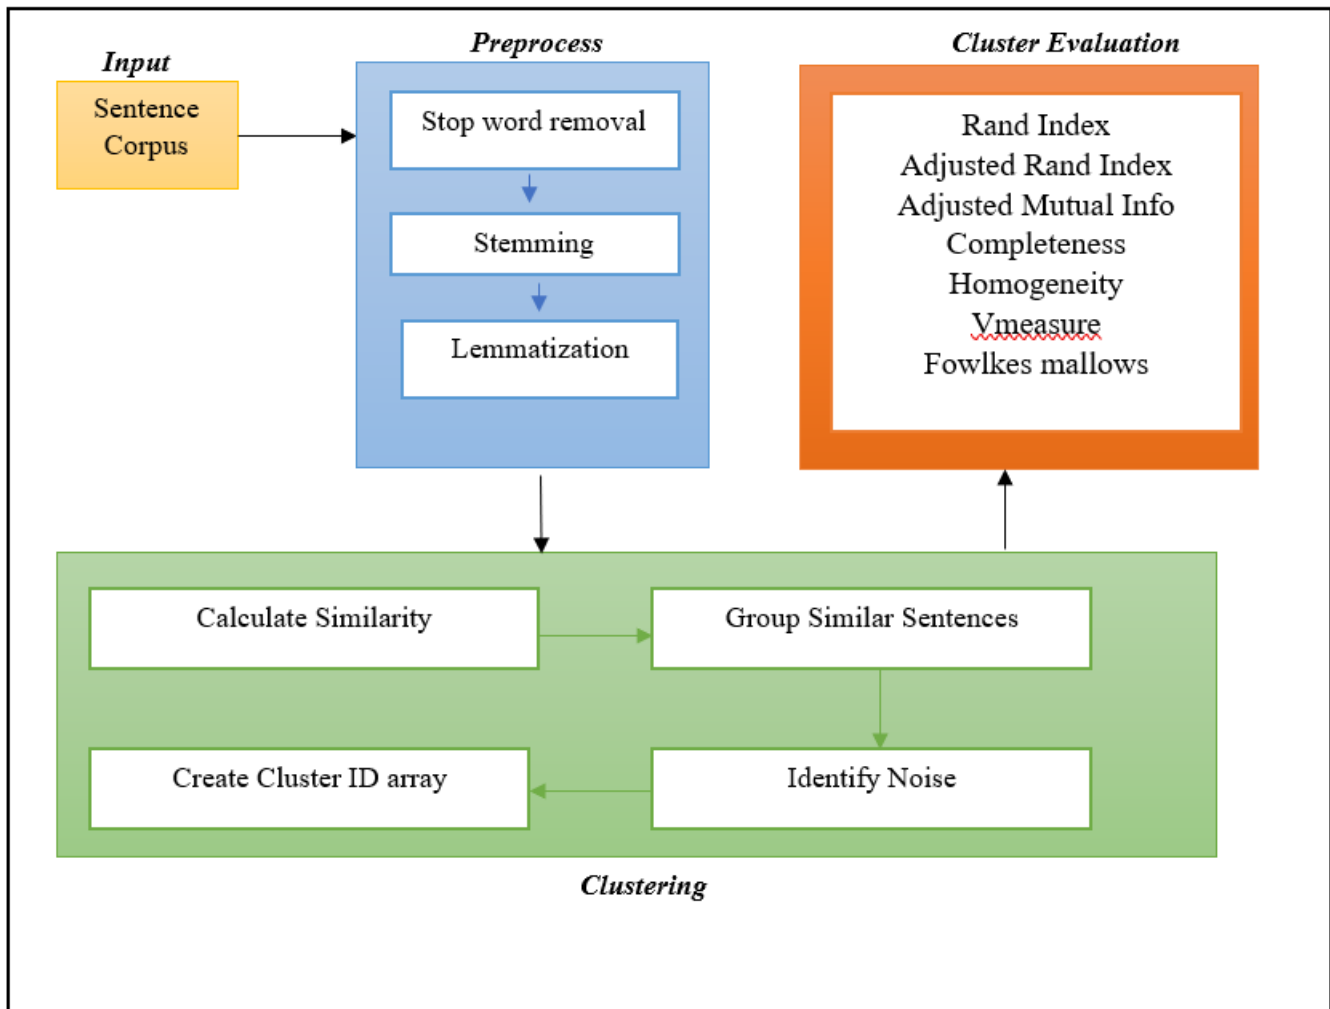 Input
Sentence
Corpus
Preprocess
Stop word removal
Stemming
Lemmatization
Cluster Evaluation
Rand Index
Adjusted Rand Index
Adjusted Mutual Info
Completeness
Homogeneity
Vmeasure
Fowlkes mallows
Calculate Similarity
Group Similar Sentences
Create Cluster ID array
Identify Noise
Clustering